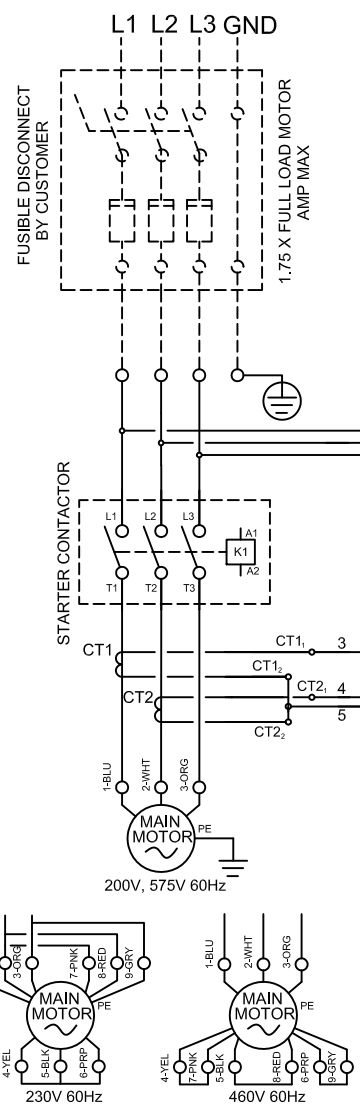 L1 L2 L3 GND
FUSIBLE DISCONNECT
BY CUSTOMER
1.75 X FULL LOAD MOTOR
AMP MAX
STARTER CONTACTOR
L1 L2 L3
A1
K1
A2
T1 T2 T3
CT1
CT1₁ 3
CT1₂
CT2
CT2₁ 4
5
CT2₂
1-BLU 2-WHT 3-ORG
MAIN
MOTOR
PE
200V, 575V 60Hz
3-ORG 7-PNK 8-RED 9-GRY
MAIN
MOTOR
PE
4-YEL 5-BLK 6-PRP
230V 60Hz
1-BLU 2-WHT 3-ORG
MAIN
MOTOR
PE
4-YEL 7-PNK 5-BLK 8-RED 6-PRP 9-GRY
460V 60Hz